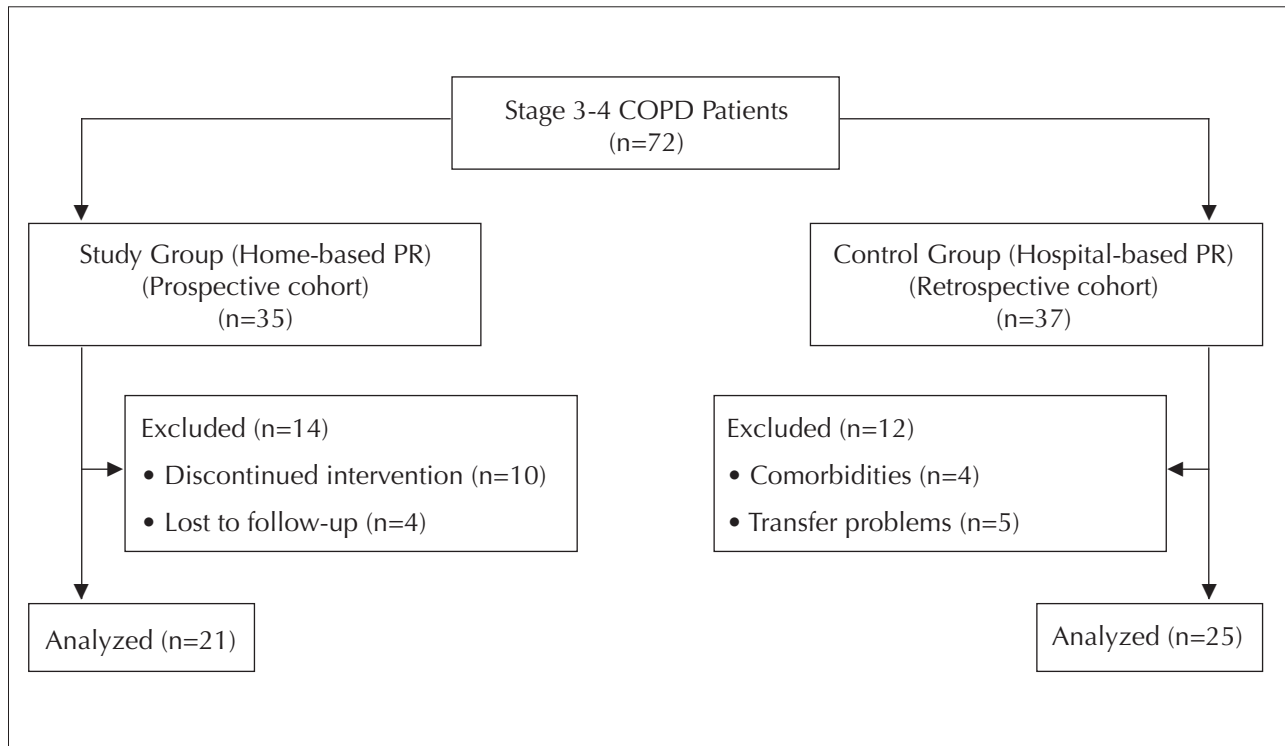 Stage 3-4 COPD Patients
(n=72)
Study Group (Home-based PR)
(Prospective cohort)
(n=35)
Control Group (Hospital-based PR)
(Retrospective cohort)
(n=37)
Excluded (n=14)
• Discontinued intervention (n=10)
• Lost to follow-up (n=4)
Excluded (n=12)
• Comorbidities (n=4)
• Transfer problems (n=5)
Analyzed (n=21)
Analyzed (n=25)